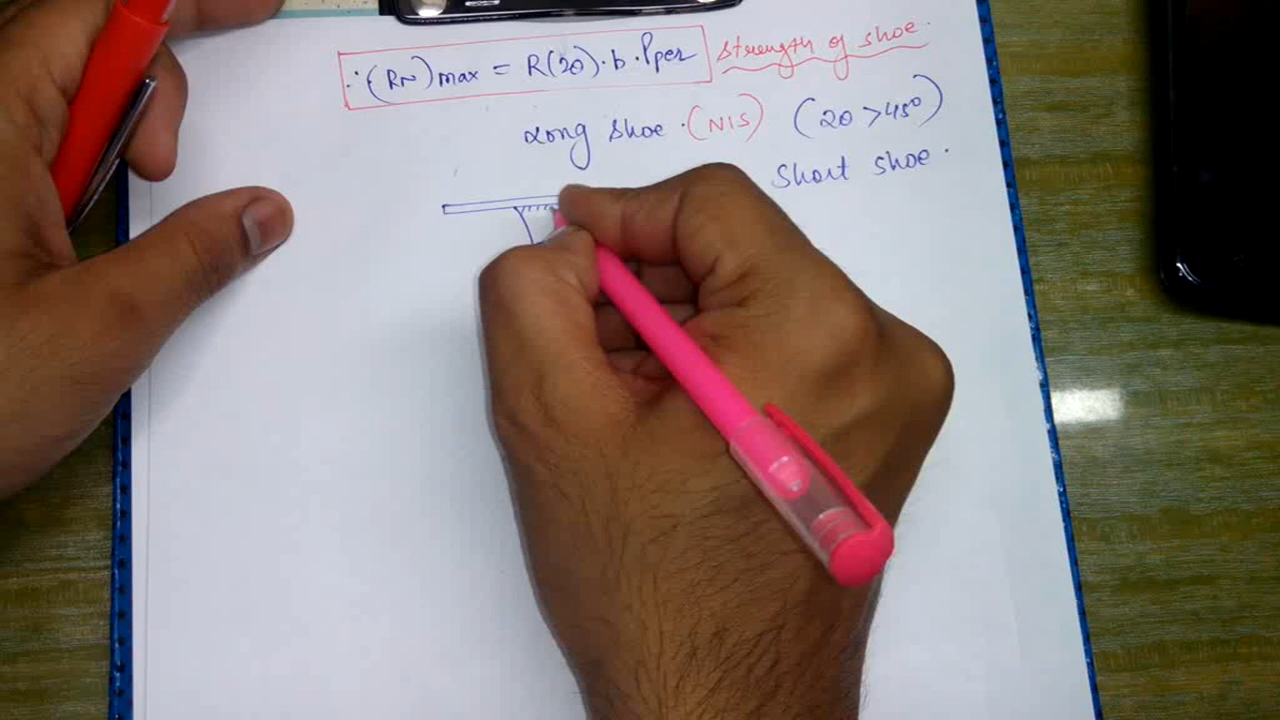 ∴(RN)max = R(2θ)·b·Pper strength of shoe.
Long shoe.(NIS) (2θ > 45°)
Short shoe.